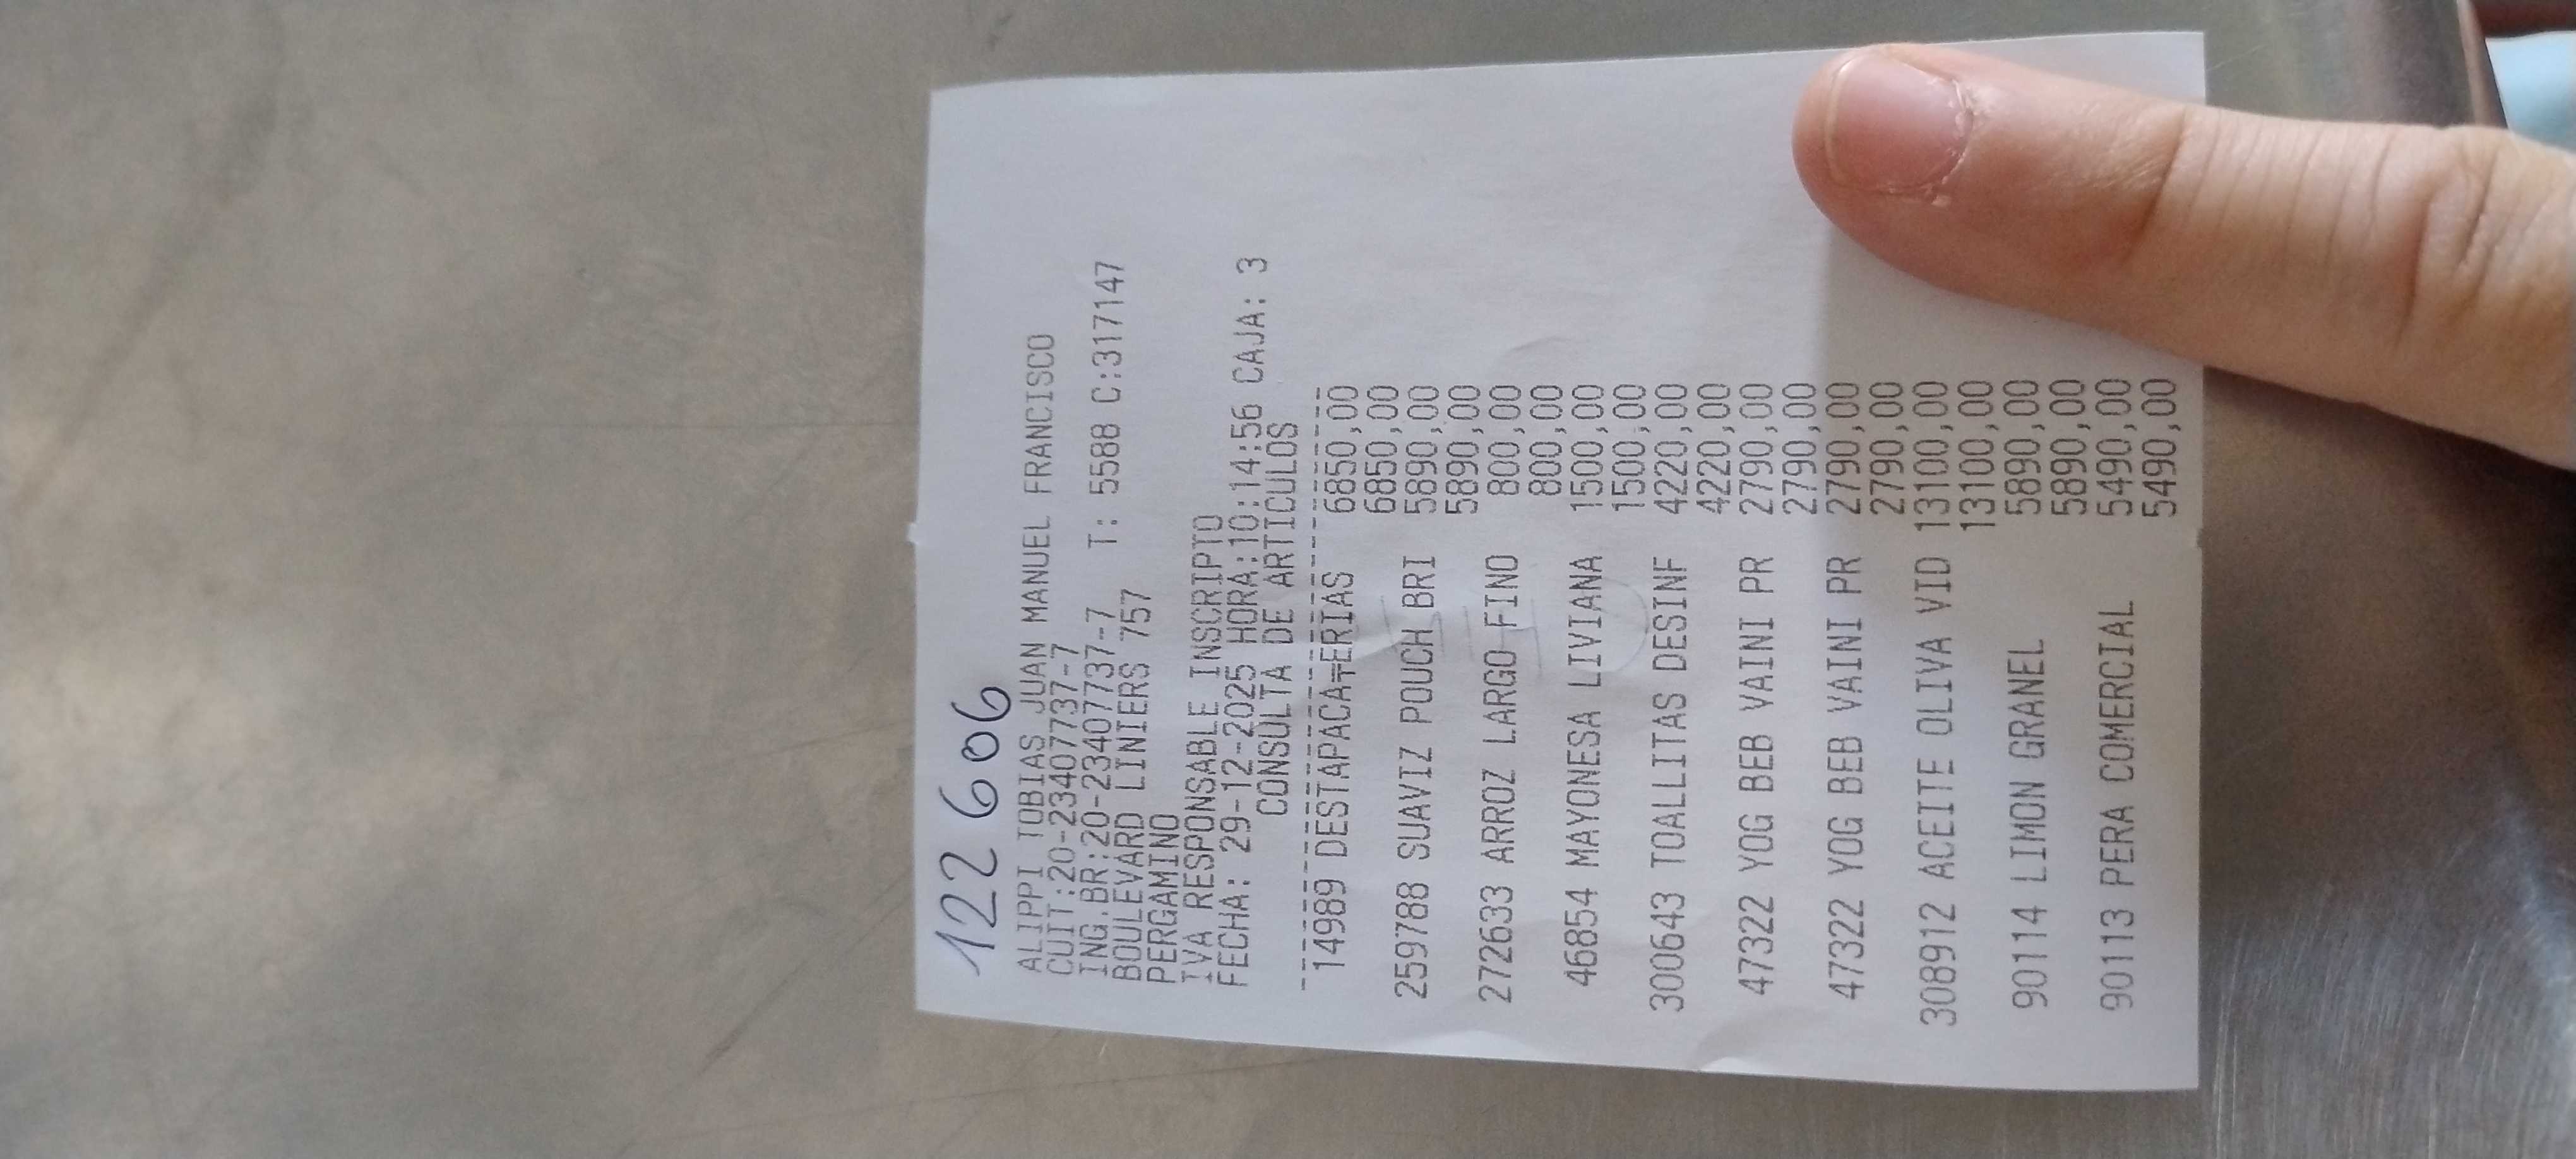 122 606
ALIPPI TOBIAS JUAN MANUEL FRANCISCO
CUIT:20-23407737-7
ING.BR:20-23407737-7 T: 5588 C:317147
BOULEVARD LINIERS 757
PERGAMINO
IVA RESPONSABLE INSCRIPTO
FECHA: 29-12-2025 HORA:10:14:56 CAJA: 3
CONSULTA DE ARTICULOS
14989 DESTAPACA╤ERIAS 6850,00
6850,00
259788 SUAVIZ POUCH BRI 5890,00
5890,00
272633 ARROZ LARGO FINO 800,00
800,00
46854 MAYONESA LIVIANA 1500,00
1500,00
300643 TOALLITAS DESINF 4220,00
4220,00
47322 YOG BEB VAINI PR 2790,00
2790,00
47322 YOG BEB VAINI PR 2790,00
2790,00
308912 ACEITE OLIVA VID 13100,00
13100,00
90114 LIMON GRANEL 5890,00
5890,00
90113 PERA COMERCIAL 5490,00
5490,00